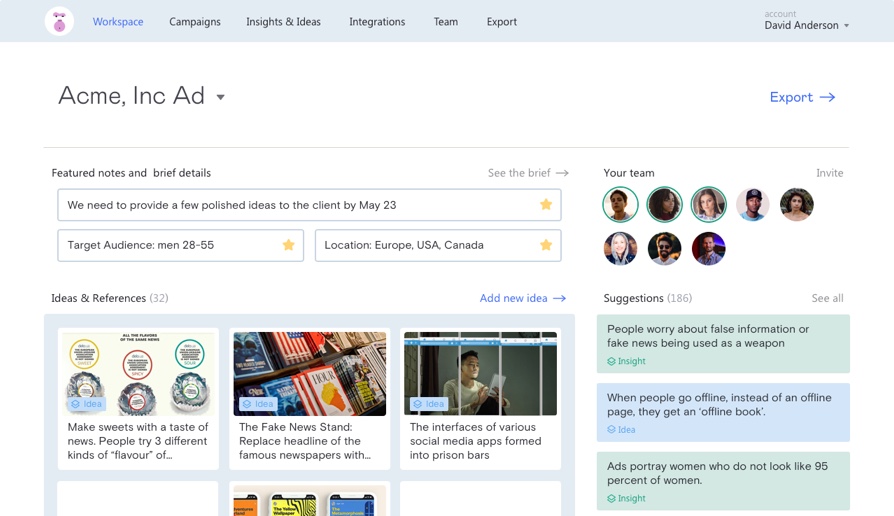 Workspace
Campaigns
Insights & Ideas
Integrations
Team
Export
account
David Anderson
Acme, Inc Ad
Export
Featured notes and brief details
See the brief
We need to provide a few polished ideas to the client by May 23
Target Audience: men 28-55
Location: Europe, USA, Canada
Your team
Invite
Ideas & References (32)
Add new idea
ALL THE FLAVORS
OF THE SAME NEWS
SWEET
SPICY
SOUR
Idea
Make sweets with a taste of
news. People try 3 different
kinds of “flavour” of...
HOUR
Idea
The Fake News Stand:
Replace headline of the
famous newspapers with...
Idea
The interfaces of various
social media apps formed
into prison bars
The Yellow
Wallpaper
Suggestions (186)
See all
People worry about false information or
fake news being used as a weapon
Insight
When people go offline, instead of an offline
page, they get an ‘offline book’.
Idea
Ads portray women who do not look like 95
percent of women.
Insight